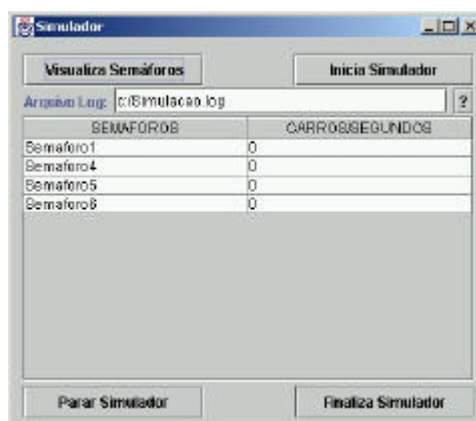 Simulador
Visualiza Semáforos
Inicia Simulador
Arquivo Log: c:/Simulacao.log ?
SEMAFOROS CARROS/SEGUNDOS
Semaforo1 0
Semaforo4 0
Semaforo5 0
Semaforo6 0
Parar Simulador
Finaliza Simulador